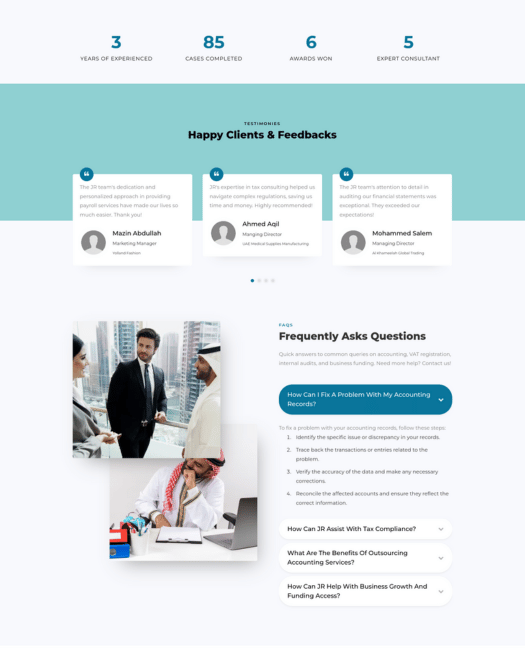 3
85
6
5
YEARS OF EXPERIENCED
CASES COMPLETED
AWARDS WON
EXPERT CONSULTANT
TESTIMONIES
Happy Clients & Feedbacks
The JR team's dedication and
personalized approach in providing
payroll services have made our lives so
much easier. Thank you!
Mazin Abdullah
Marketing Manager
JR's expertise in tax consulting helped us
navigate complex regulations, saving us
time and money. Highly recommended!
Ahmed Aqil
Manging Director
UAE Medical Supplies Manufacturing
The JR team's attention to detail in
auditing our financial statements was
exceptional. They exceeded our
expectations!
Mohammed Salem
Managing Director
Global Trading
FAQS
Frequently Asks Questions
Quick answers to common queries on accounting, VAT registration,
internal audits, and business funding. Need more help? Contact us!
How Can I Fix A Problem With My Accounting
Records?
To fix a problem with your accounting records, follow these steps:
1. Identify the specific issue or discrepancy in your records.
2. Trace back the transactions or entries related to the
problem.
3. Verify the accuracy of the data and make any necessary
corrections.
4. Reconcile the affected accounts and ensure they reflect the
correct information.
How Can JR Assist With Tax Compliance?
What Are The Benefits Of Outsourcing
Accounting Services?
How Can JR Help With Business Growth And
Funding Access?